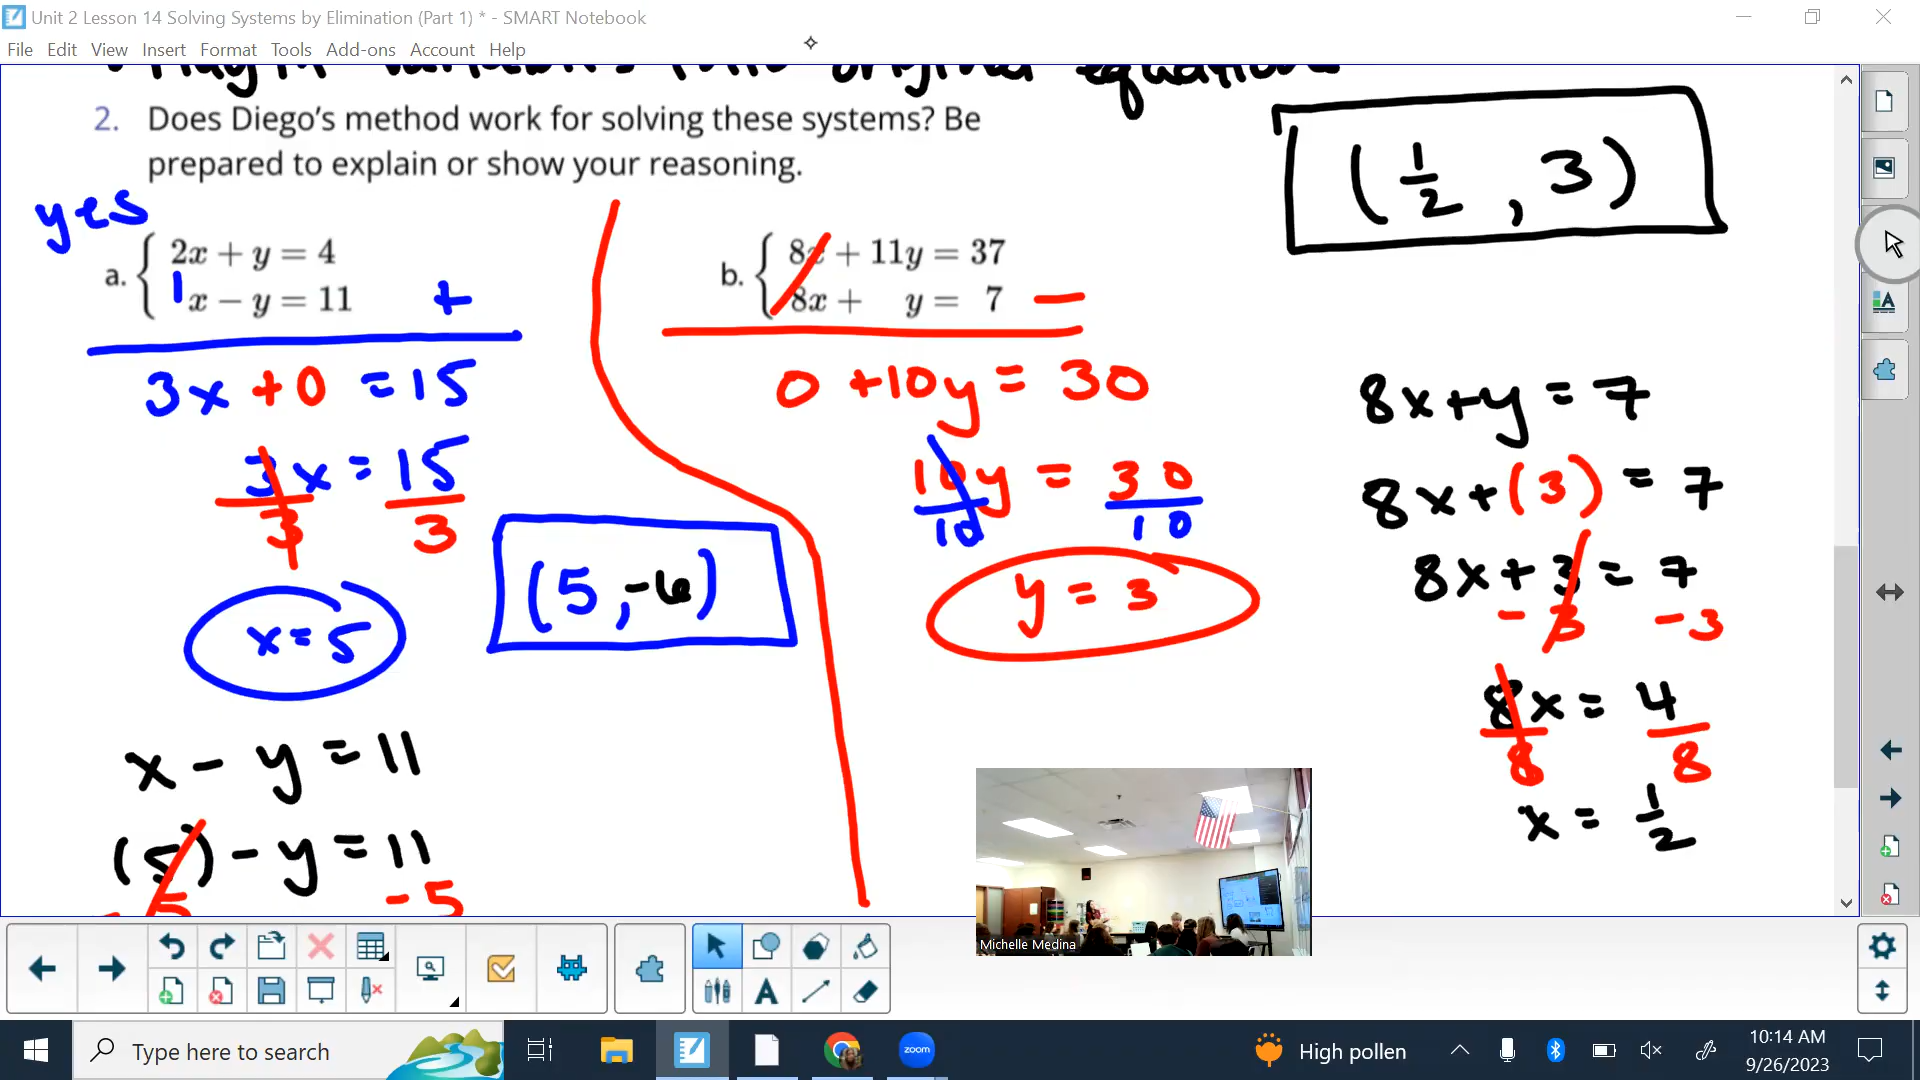 Unit 2 Lesson 14 Solving Systems by Elimination (Part 1) * - SMART Notebook
File Edit View Insert Format Tools Add-ons Account Help
2. Does Diego's method work for solving these systems? Be
prepared to explain or show your reasoning.
(1/2, 3)
yes
a. { 2x + y = 4
1x − y = 11 +
3x + 0 = 15
3x = 15
3 3
x = 5
(5, -6)
x - y = 11
(5) - y = 11
- 5 - 5
b. { 8x + 11y = 37
8x + y = 7 −
0 + 10y = 30
10y = 30
10 10
y = 3
8x + y = 7
8x + (3) = 7
8x + 3 = 7
- 3 - 3
8x = 4
8 8
x = 1/2
Michelle Medina
Type here to search
zoom
High pollen
10:14 AM
9/26/2023